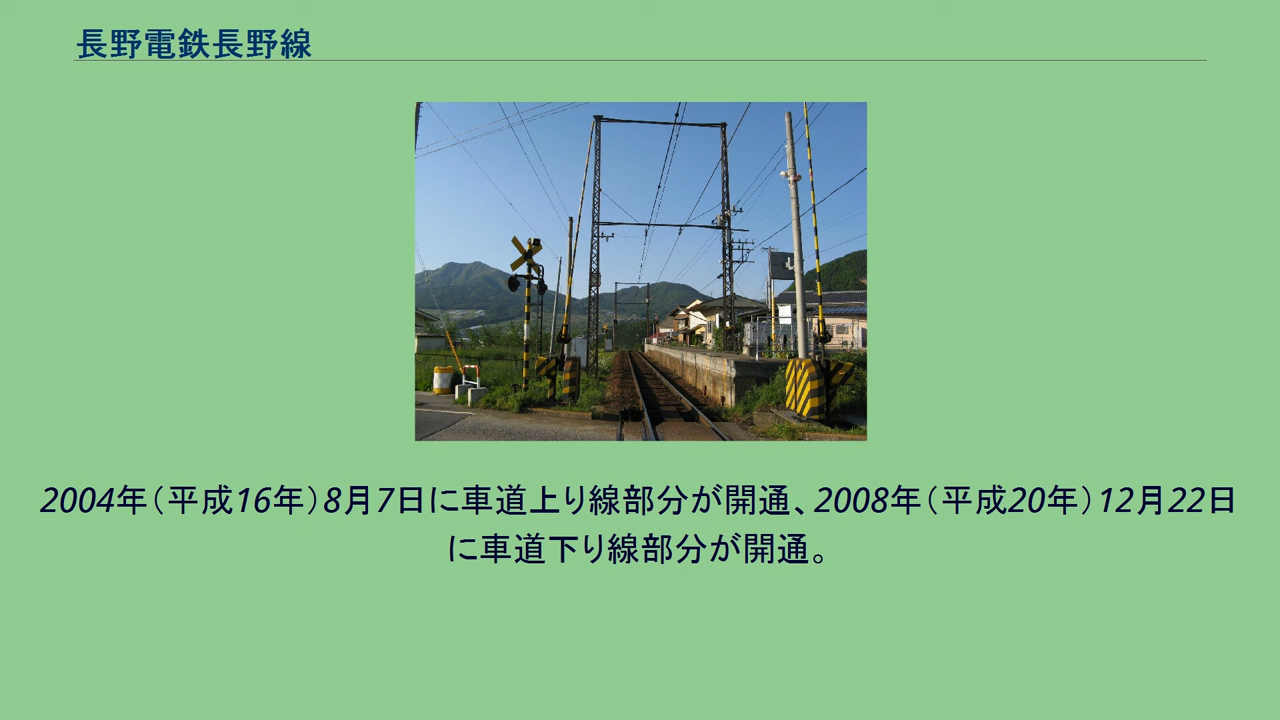 長野電鉄長野線
2004年（平成16年）8月7日に車道上り線部分が開通、2008年（平成20年）12月22日
に車道下り線部分が開通。